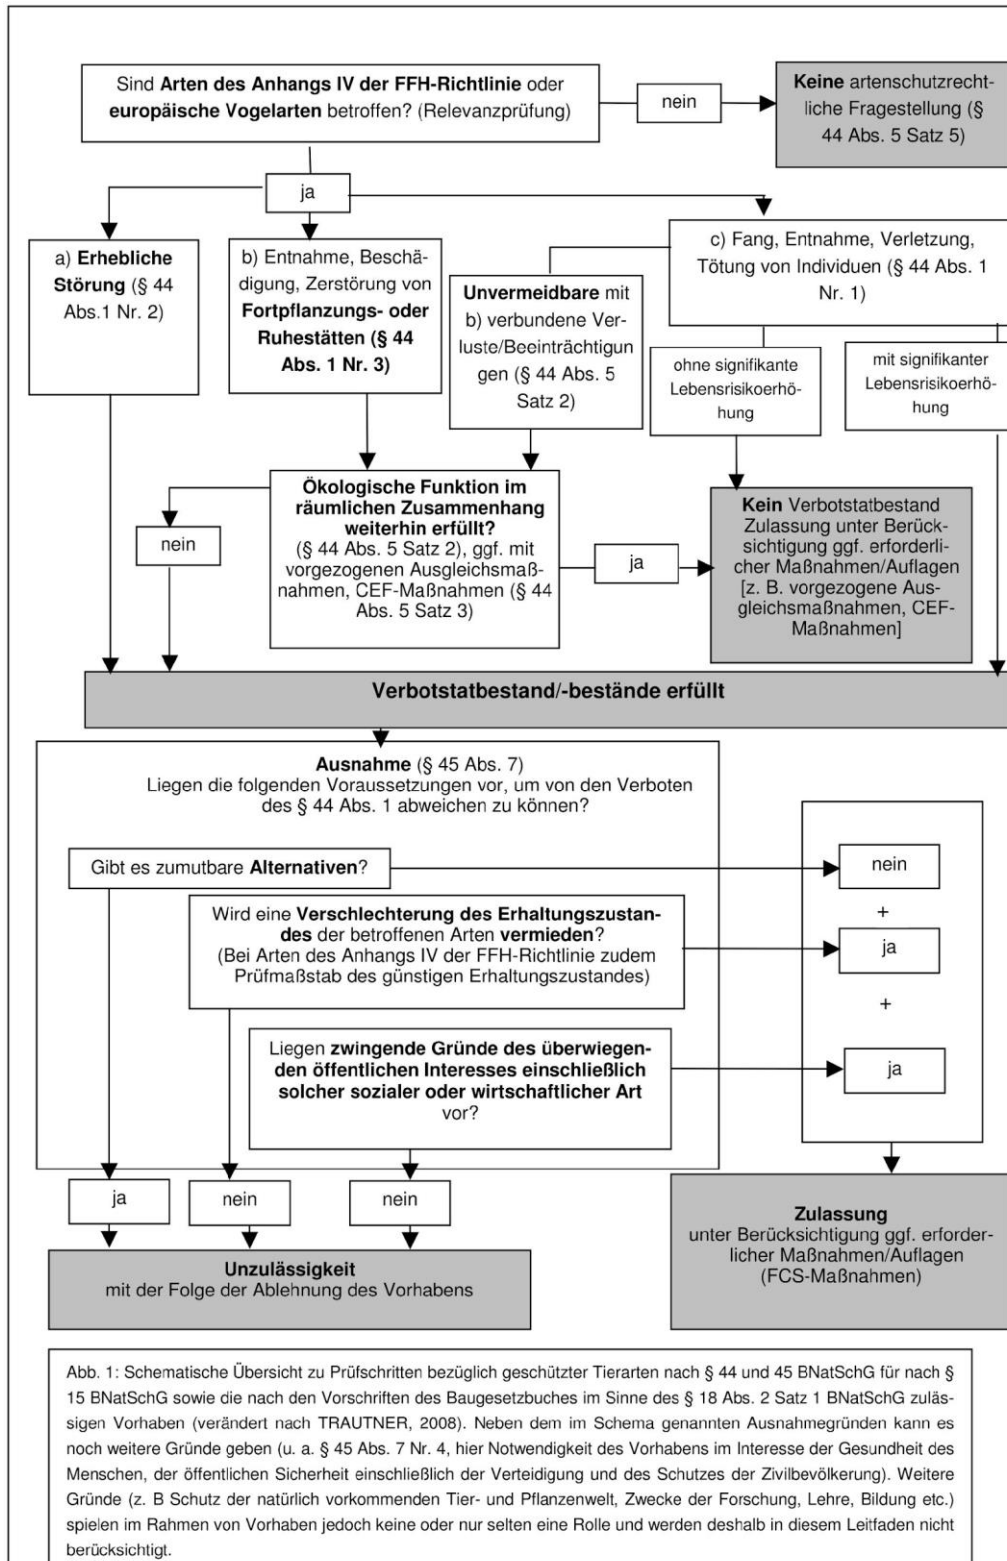 Sind Arten des Anhangs IV der FFH-Richtlinie oder
europäische Vogelarten betroffen? (Relevanzprüfung)
nein
Keine artenschutzrecht-
liche Fragestellung (§
44 Abs. 5 Satz 5)
ja
a) Erhebliche
Störung (§ 44
Abs.1 Nr. 2)
b) Entnahme, Beschä-
digung, Zerstörung von
Fortpflanzungs- oder
Ruhestätten (§ 44
Abs. 1 Nr. 3)
Unvermeidbare mit
b) verbundene Ver-
luste/Beeinträchtigun
gen (§ 44 Abs. 5
Satz 2)
c) Fang, Entnahme, Verletzung,
Tötung von Individuen (§ 44 Abs. 1
Nr. 1)
ohne signifikante
Lebensrisikoerhö-
hung
mit signifikanter
Lebensrisikoerhö-
hung
nein
Ökologische Funktion im
räumlichen Zusammenhang
weiterhin erfüllt?
(§ 44 Abs. 5 Satz 2), ggf. mit
vorgezogenen Ausgleichsmaß-
nahmen, CEF-Maßnahmen (§ 44
Abs. 5 Satz 3)
ja
Kein Verbotstatbestand
Zulassung unter Berück-
sichtigung ggf. erforderli-
cher Maßnahmen/Auflagen
[z. B. vorgezogene Aus-
gleichsmaßnahmen, CEF-
Maßnahmen]
Verbotstatbestand/-bestände erfüllt
Ausnahme (§ 45 Abs. 7)
Liegen die folgenden Voraussetzungen vor, um von den Verboten
des § 44 Abs. 1 abweichen zu können?
Gibt es zumutbare Alternativen?
nein
+
Wird eine Verschlechterung des Erhaltungszustan-
des der betroffenen Arten vermieden?
(Bei Arten des Anhangs IV der FFH-Richtlinie zudem
Prüfmaßstab des günstigen Erhaltungszustandes)
ja
+
Liegen zwingende Gründe des überwiegen-
den öffentlichen Interesses einschließlich
solcher sozialer oder wirtschaftlicher Art
vor?
ja
ja
nein
nein
Unzulässigkeit
mit der Folge der Ablehnung des Vorhabens
Zulassung
unter Berücksichtigung ggf. erforder-
licher Maßnahmen/Auflagen
(FCS-Maßnahmen)
Abb. 1: Schematische Übersicht zu Prüfschritten bezüglich geschützter Tierarten nach § 44 und 45 BNatSchG für nach §
15 BNatSchG sowie die nach den Vorschriften des Baugesetzbuches im Sinne des § 18 Abs. 2 Satz 1 BNatSchG zuläs-
sigen Vorhaben (verändert nach TRAUTNER, 2008). Neben dem im Schema genannten Ausnahmegründen kann es
noch weitere Gründe geben (u. a. § 45 Abs. 7 Nr. 4, hier Notwendigkeit des Vorhabens im Interesse der Gesundheit des
Menschen, der öffentlichen Sicherheit einschließlich der Verteidigung und des Schutzes der Zivilbevölkerung). Weitere
Gründe (z. B Schutz der natürlich vorkommenden Tier- und Pflanzenwelt, Zwecke der Forschung, Lehre, Bildung etc.)
spielen im Rahmen von Vorhaben jedoch keine oder nur selten eine Rolle und werden deshalb in diesem Leitfaden nicht
berücksichtigt.